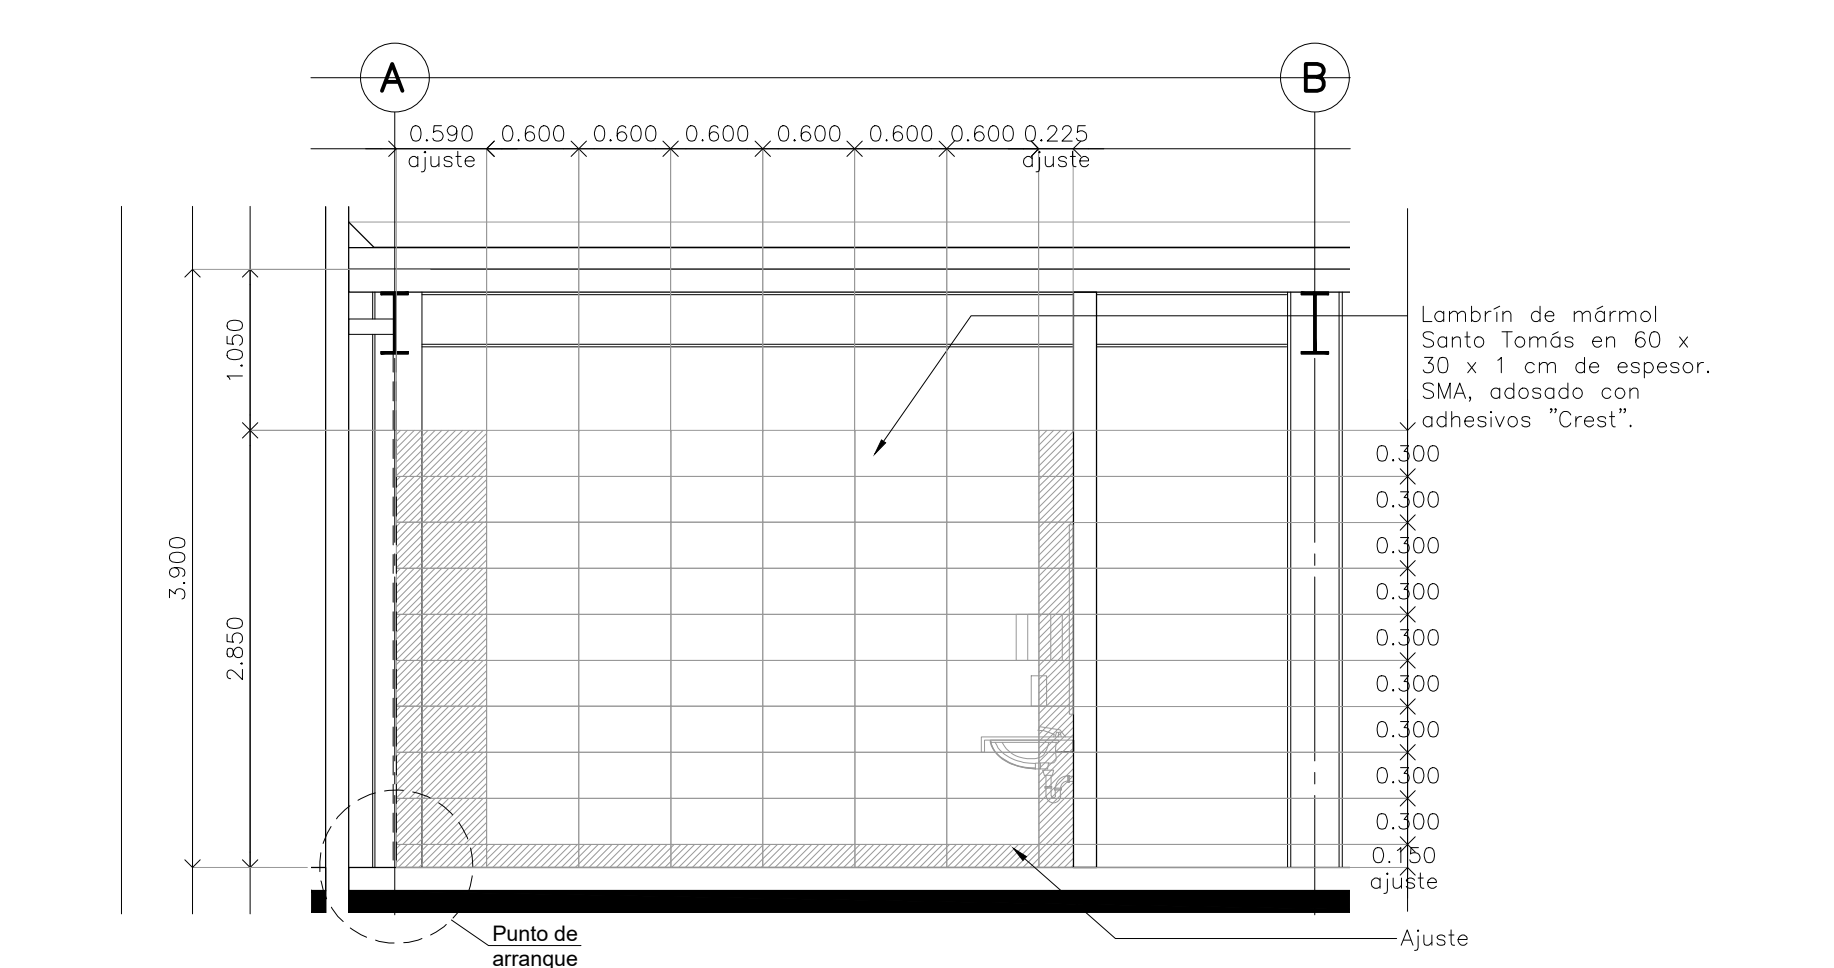 A
B
0.590 0.600 0.600 0.600 0.600 0.600 0.600 0.225
ajuste
ajuste
1.050
3.900
2.850
Lambrín de mármol
Santo Tomás en 60 x
30 x 1 cm de espesor.
SMA, adosado con
adhesivos "Crest".
0.300
0.300
0.300
0.300
0.300
0.300
0.300
0.300
0.300
0.150
ajuste
Punto de
arranque
Ajuste